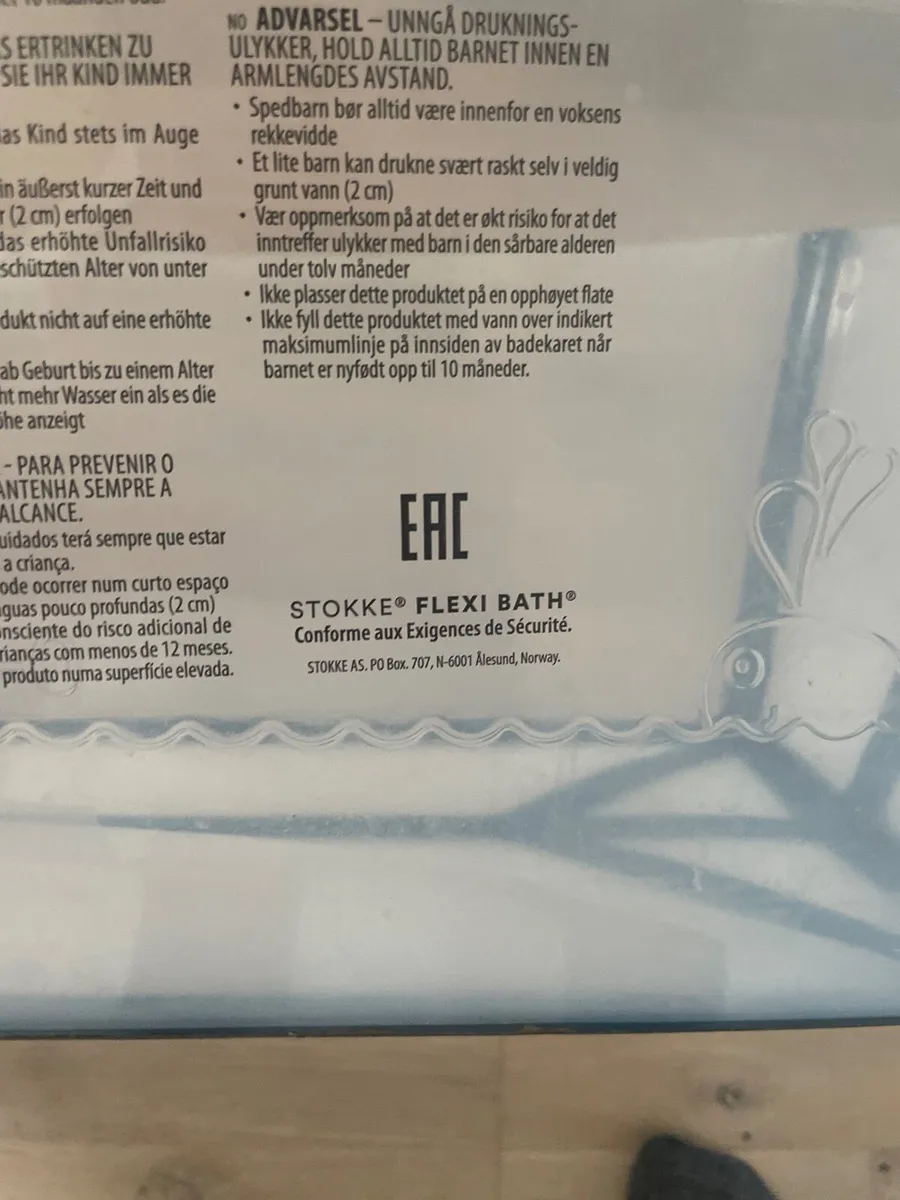 S ERTRINKEN ZU
SIE IHR KIND IMMER
Kind stets im Auge
in äußerst kurzer Zeit und
r (2 cm) erfolgen
das erhöhte Unfallrisiko
schützten Alter von unter
dukt nicht auf eine erhöhte
ab Geburt bis zu einem Alter
ht mehr Wasser ein als es die
öhe anzeigt
- PARA PREVENIR O
ANTENHA SEMPRE A
ALCANCE.
uidados terá sempre que estar
a criança.
ode ocorrer num curto espaço
guas pouco profundas (2 cm)
nsciente do risco adicional de
rianças com menos de 12 meses.
produto numa superfície elevada.
NO ADVARSEL – UNNGÅ DRUKNINGS-
ULYKKER, HOLD ALLTID BARNET INNEN EN
ARMLENGDES AVSTAND.
• Spedbarn bør alltid være innenfor en voksens
rekkevidde
• Et lite barn kan drukne svært raskt selv i veldig
grunt vann (2 cm)
• Vær oppmerksom på at det er økt risiko for at det
inntreffer ulykker med barn i den sårbare alderen
under tolv måneder
• Ikke plasser dette produktet på en opphøyet flate
• Ikke fyll dette produktet med vann over indikert
maksimumlinje på innsiden av badekaret når
barnet er nyfødt opp til 10 måneder.
EAC
STOKKE® FLEXI BATH®
Conforme aux Exigences de Sécurité.
STOKKE AS. PO Box. 707, N-6001 Ålesund, Norway.